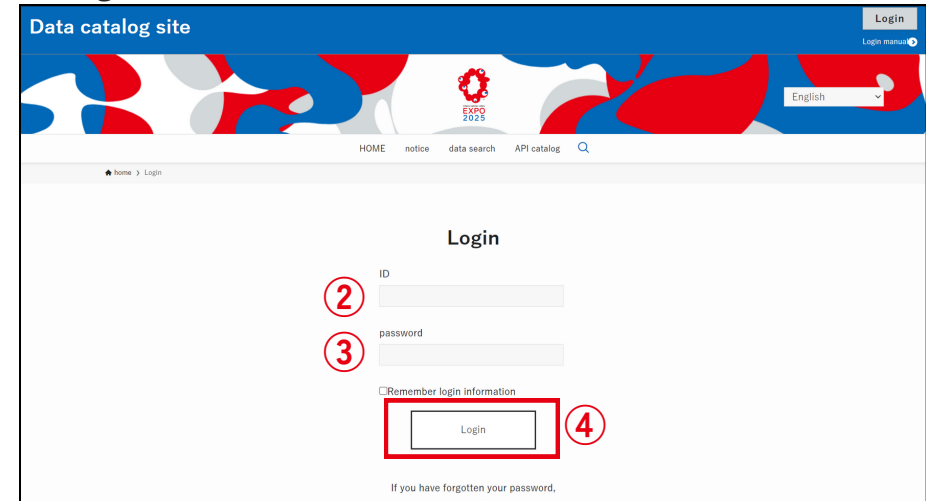 Data catalog site
Login
Login manual
EXPO
2025
English
HOME notice data search API catalog
home > Login
Login
ID
②
password
③
Remember login information
Login
④
If you have forgotten your password,